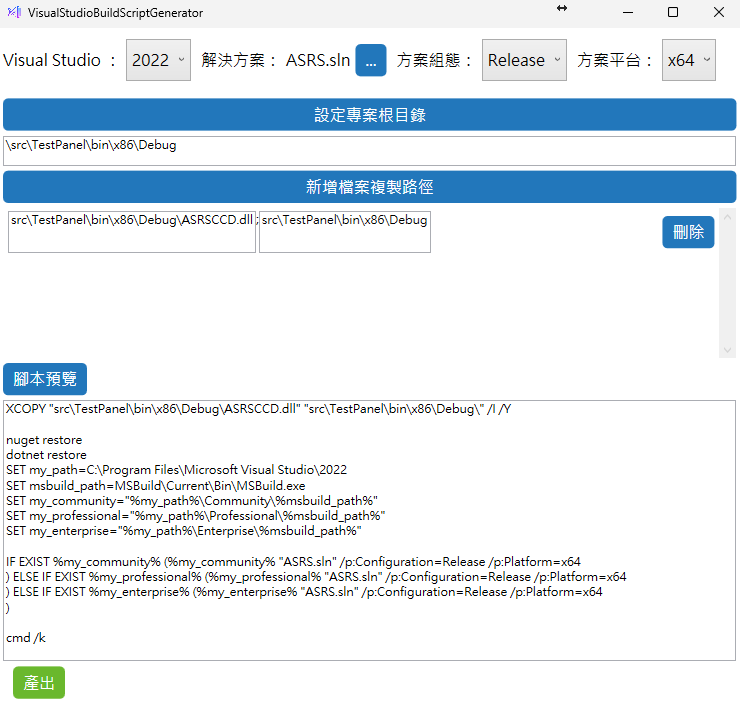 VisualStudioBuildScriptGenerator
Visual Studio ： 2022 解決方案： ASRS.sln ... 方案組態： Release 方案平台： x64
設定專案根目錄
\src\TestPanel\bin\x86\Debug
新增檔案複製路徑
src\TestPanel\bin\x86\Debug\ASRSCCD.dll ; src\TestPanel\bin\x86\Debug 刪除
腳本預覽
XCOPY "src\TestPanel\bin\x86\Debug\ASRSCCD.dll" "src\TestPanel\bin\x86\Debug\" /I /Y
nuget restore
dotnet restore
SET my_path=C:\Program Files\Microsoft Visual Studio\2022
SET msbuild_path=MSBuild\Current\Bin\MSBuild.exe
SET my_community="%my_path%\Community\%msbuild_path%"
SET my_professional="%my_path%\Professional\%msbuild_path%"
SET my_enterprise="%my_path%\Enterprise\%msbuild_path%"
IF EXIST %my_community% (%my_community% "ASRS.sln" /p:Configuration=Release /p:Platform=x64
) ELSE IF EXIST %my_professional% (%my_professional% "ASRS.sln" /p:Configuration=Release /p:Platform=x64
) ELSE IF EXIST %my_enterprise% (%my_enterprise% "ASRS.sln" /p:Configuration=Release /p:Platform=x64
)
cmd /k
產出